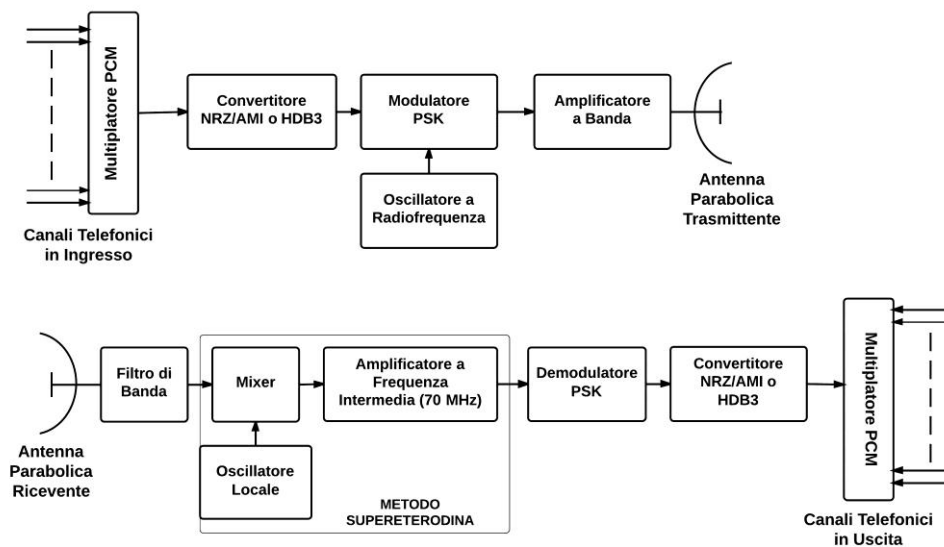 Multiplatore PCM
Convertitore
NRZ/AMI o HDB3
Modulatore
PSK
Amplificatore
a Banda
Oscillatore a
Radiofrequenza
Antenna
Parabolica
Trasmittente
Canali Telefonici
in Ingresso
Filtro di
Banda
Mixer
Amplificatore a
Frequenza
Intermedia (70 MHz)
Demodulatore
PSK
Convertitore
NRZ/AMI o
HDB3
Multiplatore PCM
Antenna
Parabolica
Ricevente
Oscillatore
Locale
METODO
SUPERETERODINA
Canali Telefonici
in Uscita